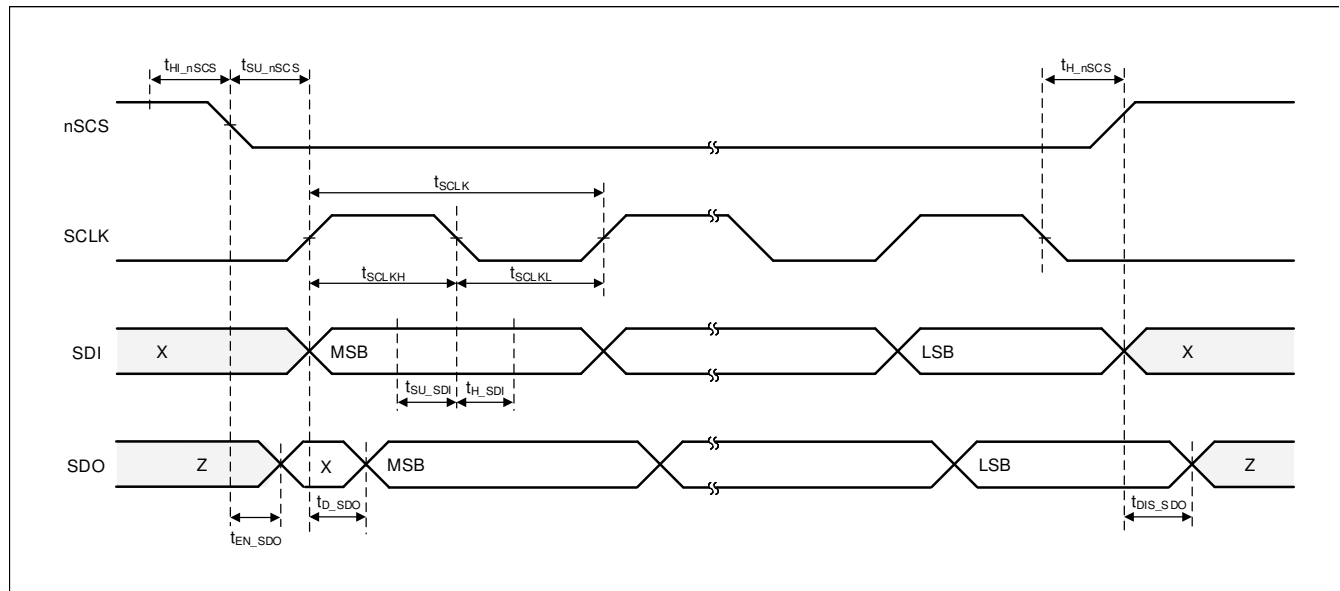 tHI_nSCS tSU_nSCS tH_nSCS
nSCS
tSCLK
SCLK
tSCLKH tSCLKL
SDI X MSB LSB X
tSU_SDI tH_SDI
SDO Z X MSB LSB Z
tD_SDO tDIS_SDO
tEN_SDO